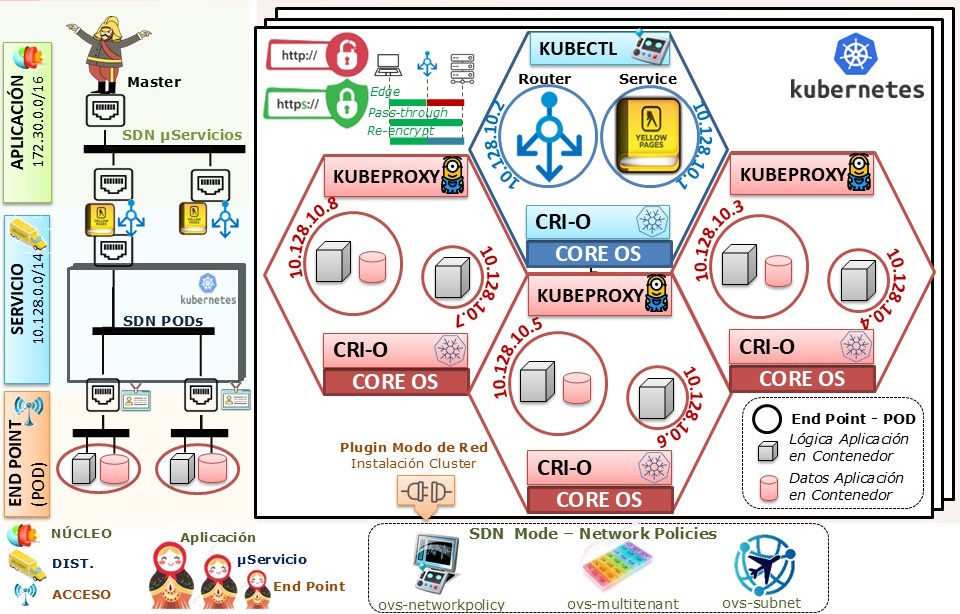 APLICACIÓN
172.30.0.0/16
Master
SDN µServicios
SERVICIO
10.128.0.0/14
kubernetes
SDN PODs
END POINT
(POD)
NÚCLEO
DIST.
ACCESO
Aplicación
µServicio
End Point
http://
https://
Edge
Pass-through
Re-encrypt
KUBECTL
Router
Service
10.128.10.2
YELLOW
PAGES
10.128.10.1
CRI-O
CORE OS
kubernetes
KUBEPROXY
10.128.10.8
10.128.10.7
CRI-O
CORE OS
KUBEPROXY
10.128.10.5
10.128.10.6
CRI-O
CORE OS
KUBEPROXY
10.128.10.3
10.128.10.4
CRI-O
CORE OS
End Point - POD
Lógica Aplicación
en Contenedor
Datos Aplicación
en Contenedor
Plugin Modo de Red
Instalación Cluster
SDN Mode – Network Policies
ovs-networkpolicy
ovs-multitenant
ovs-subnet